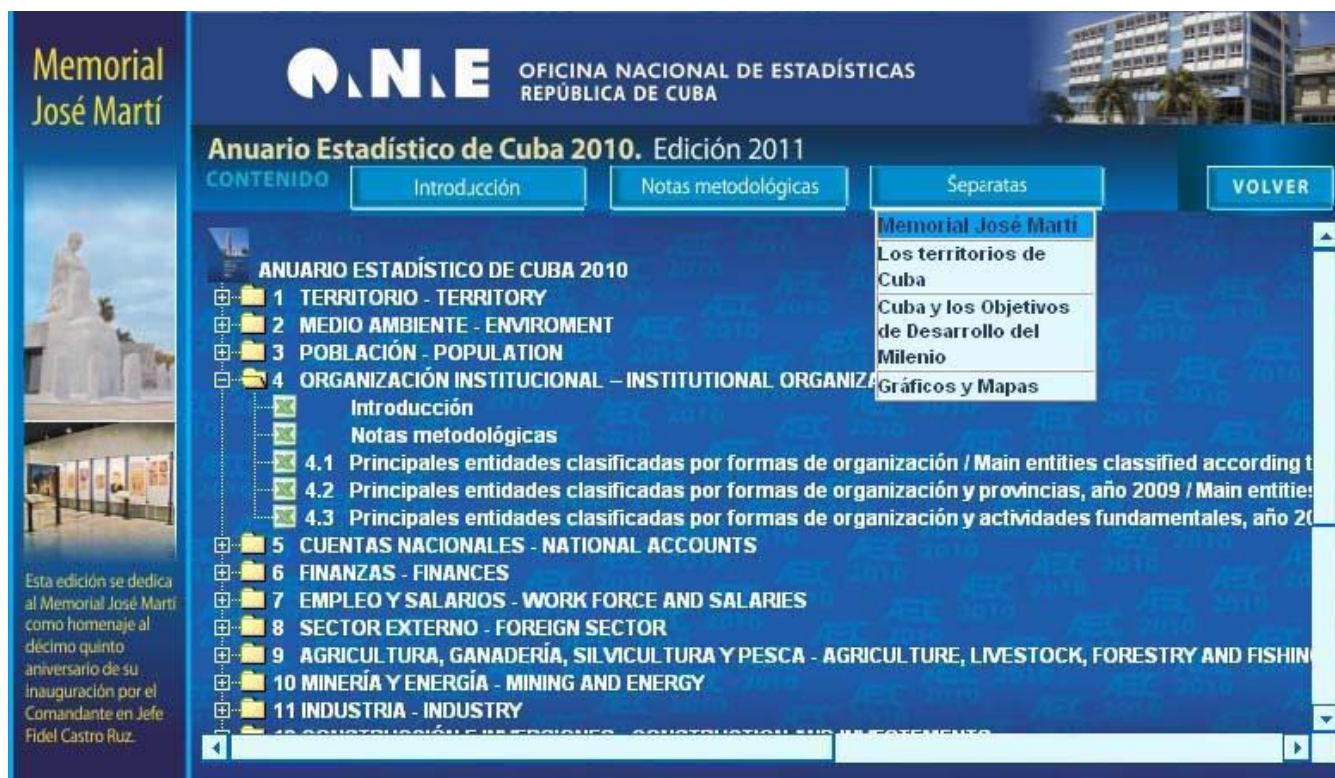 Memorial
José Martí
O.N.E
OFICINA NACIONAL DE ESTADÍSTICAS
REPÚBLICA DE CUBA
Anuario Estadístico de Cuba 2010. Edición 2011
CONTENIDO
Introducción
Notas metodológicas
Separatas
VOLVER
Memorial José Martí
Los territorios de
Cuba
Cuba y los Objetivos
de Desarrollo del
Milenio
Gráficos y Mapas
ANUARIO ESTADÍSTICO DE CUBA 2010
1 TERRITORIO - TERRITORY
2 MEDIO AMBIENTE - ENVIROMENT
3 POBLACIÓN - POPULATION
4 ORGANIZACIÓN INSTITUCIONAL – INSTITUTIONAL ORGANIZA
Introducción
Notas metodológicas
4.1 Principales entidades clasificadas por formas de organización / Main entities classified according t
4.2 Principales entidades clasificadas por formas de organización y provincias, año 2009 / Main entities
4.3 Principales entidades clasificadas por formas de organización y actividades fundamentales, año 20
5 CUENTAS NACIONALES - NATIONAL ACCOUNTS
6 FINANZAS - FINANCES
7 EMPLEO Y SALARIOS - WORK FORCE AND SALARIES
8 SECTOR EXTERNO - FOREIGN SECTOR
9 AGRICULTURA, GANADERÍA, SILVICULTURA Y PESCA - AGRICULTURE, LIVESTOCK, FORESTRY AND FISHIN
10 MINERÍA Y ENERGÍA - MINING AND ENERGY
11 INDUSTRIA - INDUSTRY
Esta edición se dedica
al Memorial José Martí
como homenaje al
décimo quinto
aniversario de su
inauguración por el
Comandante en Jefe
Fidel Castro Ruz.